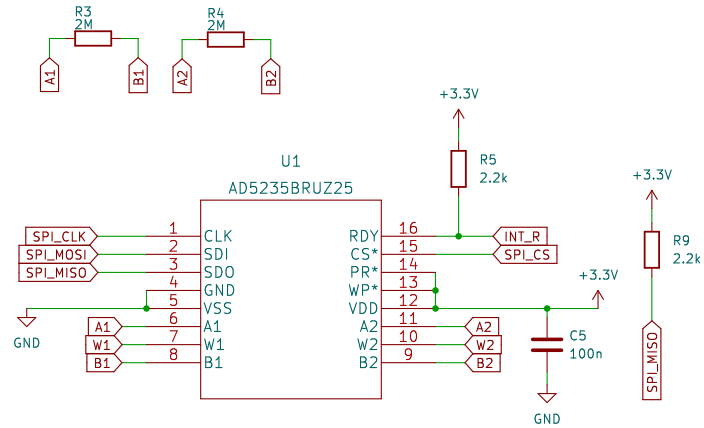 R3
2M
A1
B1
R4
2M
A2
B2
+3.3V
R5
2.2k
+3.3V
R9
2.2k
SPI_MISO
U1
AD5235BRUZ25
SPI_CLK 1 CLK RDY 16 INT_R
SPI_MOSI 2 SDI CS* 15 SPI_CS
SPI_MISO 3 SDO PR* 14
4 GND WP* 13
5 VSS VDD 12
A1 6 A1 A2 11 A2
W1 7 W1 W2 10 W2
B1 8 B1 B2 9 B2
GND
+3.3V
C5
100n
GND